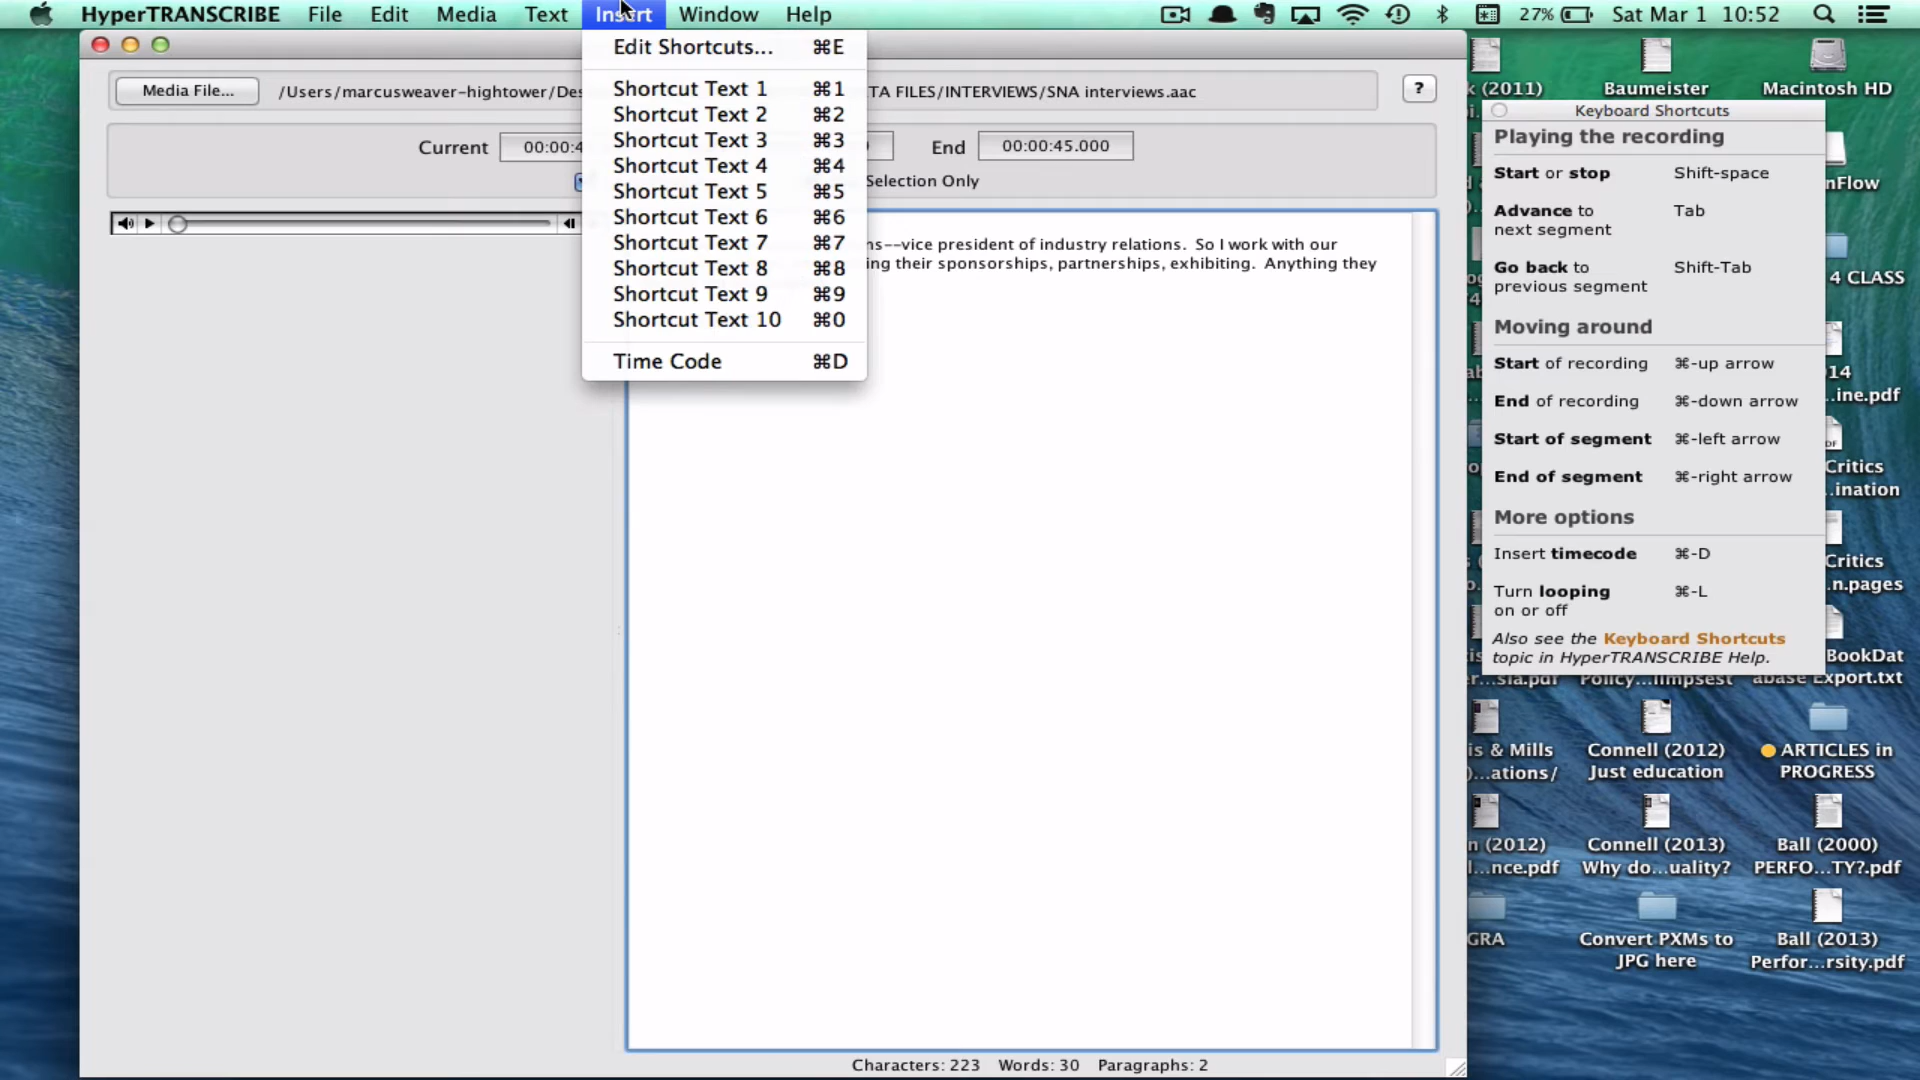 HyperTRANSCRIBE File Edit Media Text Insert Window Help 27% Sat Mar 1 10:52
Edit Shortcuts... ⌘E
Shortcut Text 1 ⌘1
Shortcut Text 2 ⌘2
Shortcut Text 3 ⌘3
Shortcut Text 4 ⌘4
Shortcut Text 5 ⌘5
Shortcut Text 6 ⌘6
Shortcut Text 7 ⌘7
Shortcut Text 8 ⌘8
Shortcut Text 9 ⌘9
Shortcut Text 10 ⌘0
Time Code ⌘D
Media File... /Users/marcusweaver-hightower/Des TA FILES/INTERVIEWS/SNA interviews.aac ?
Current 00:00:4 End 00:00:45.000
Selection Only
ns--vice president of industry relations. So I work with our
ing their sponsorships, partnerships, exhibiting. Anything they
Characters: 223 Words: 30 Paragraphs: 2
Keyboard Shortcuts
Playing the recording
Start or stop Shift-space
Advance to Tab
next segment
Go back to Shift-Tab
previous segment
Moving around
Start of recording ⌘-up arrow
End of recording ⌘-down arrow
Start of segment ⌘-left arrow
End of segment ⌘-right arrow
More options
Insert timecode ⌘-D
Turn looping ⌘-L
on or off
Also see the Keyboard Shortcuts
topic in HyperTRANSCRIBE Help.
(2011)
Baumeister
Macintosh HD
nFlow
4 CLASS
14
...ine.pdf
Critics
...ination
Critics
...n.pages
BookDat
abase Export.txt
Policy...limpsest
is & Mills
)...ations/
Connell (2012)
Just education
ARTICLES in
PROGRESS
n (2012)
l...nce.pdf
Connell (2013)
Why do...uality?
Ball (2000)
PERFO...TY?.pdf
GRA
Convert PXMs to
JPG here
Ball (2013)
Perfor...rsity.pdf